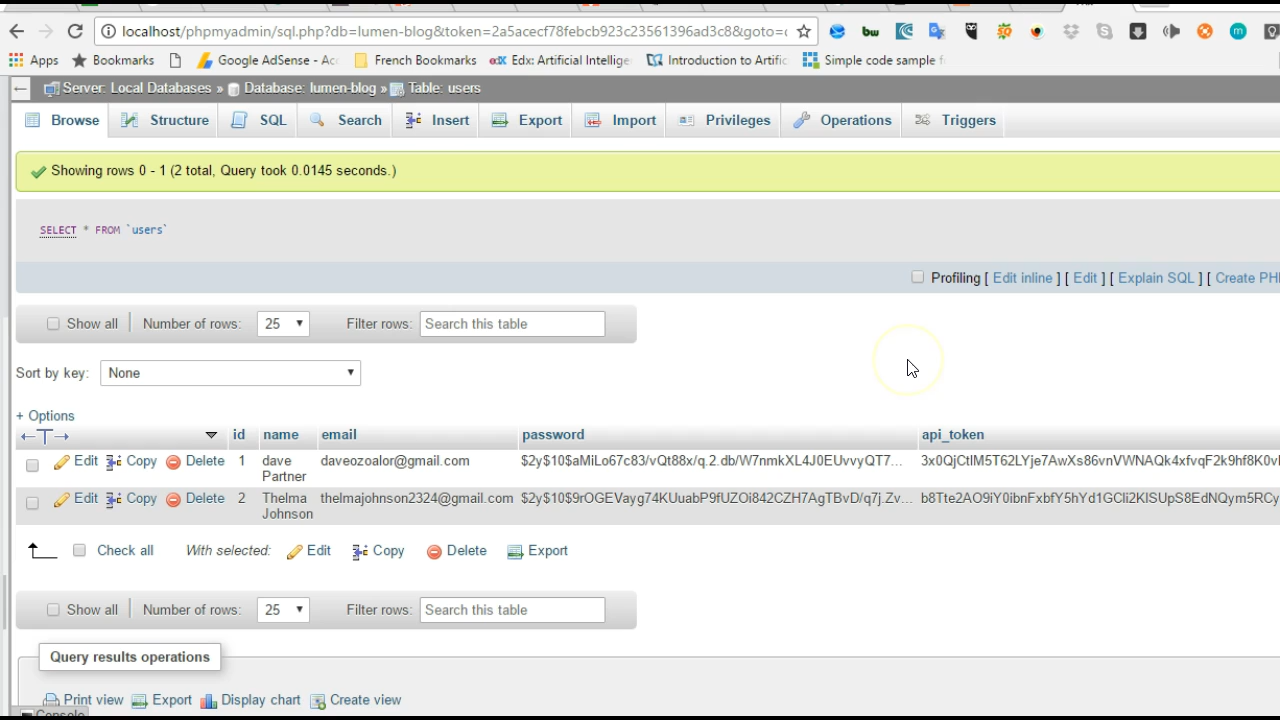 localhost/phpmyadmin/sql.php?db=lumen-blog&token=2a5acecf78febcb923c23561396ad3c8&goto=
bw
Apps Bookmarks Google AdSense - Acc French Bookmarks edX Edx: Artificial Intellige Introduction to Artific Simple code sample f
Server: Local Databases » Database: lumen-blog » Table: users
Browse Structure SQL Search Insert Export Import Privileges Operations Triggers
Showing rows 0 - 1 (2 total, Query took 0.0145 seconds.)
SELECT * FROM `users`
Profiling [ Edit inline ] [ Edit ] [ Explain SQL ] [ Create PH
Show all Number of rows: 25 Filter rows: Search this table
Sort by key: None
+ Options
id name email password api_token
Edit Copy Delete 1 dave Partner daveozoalor@gmail.com $2y$10$aMiLo67c83/vQt88x/q.2.db/W7nmkXL4J0EUvvyQT7... 3x0QjCtIM5T62LYje7AwXs86vnVWNAQk4xfvqF2k9hf8K0v
Edit Copy Delete 2 Thelma Johnson thelmajohnson2324@gmail.com $2y$10$9rOGEVayg74KUuabP9fUZOi842CZH7AgTBvD/q7j.Zv... b8Tte2AO9iY0ibnFxbfY5hYd1GCli2KISUpS8EdNQym5RCy
Check all With selected: Edit Copy Delete Export
Show all Number of rows: 25 Filter rows: Search this table
Query results operations
Print view Export Display chart Create view
Console